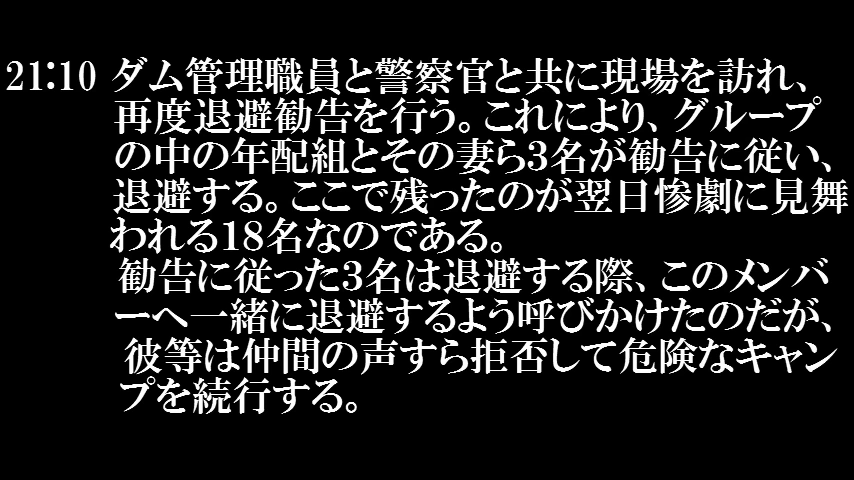 21:10 ダム管理職員と警察官と共に現場を訪れ、
再度退避勧告を行う。これにより、グループ
の中の年配組とその妻ら3名が勧告に従い、
退避する。ここで残ったのが翌日惨劇に見舞
われる18名なのである。
勧告に従った3名は退避する際、このメンバ
ーへ一緒に退避するよう呼びかけたのだが、
彼等は仲間の声すら拒否して危険なキャン
プを続行する。